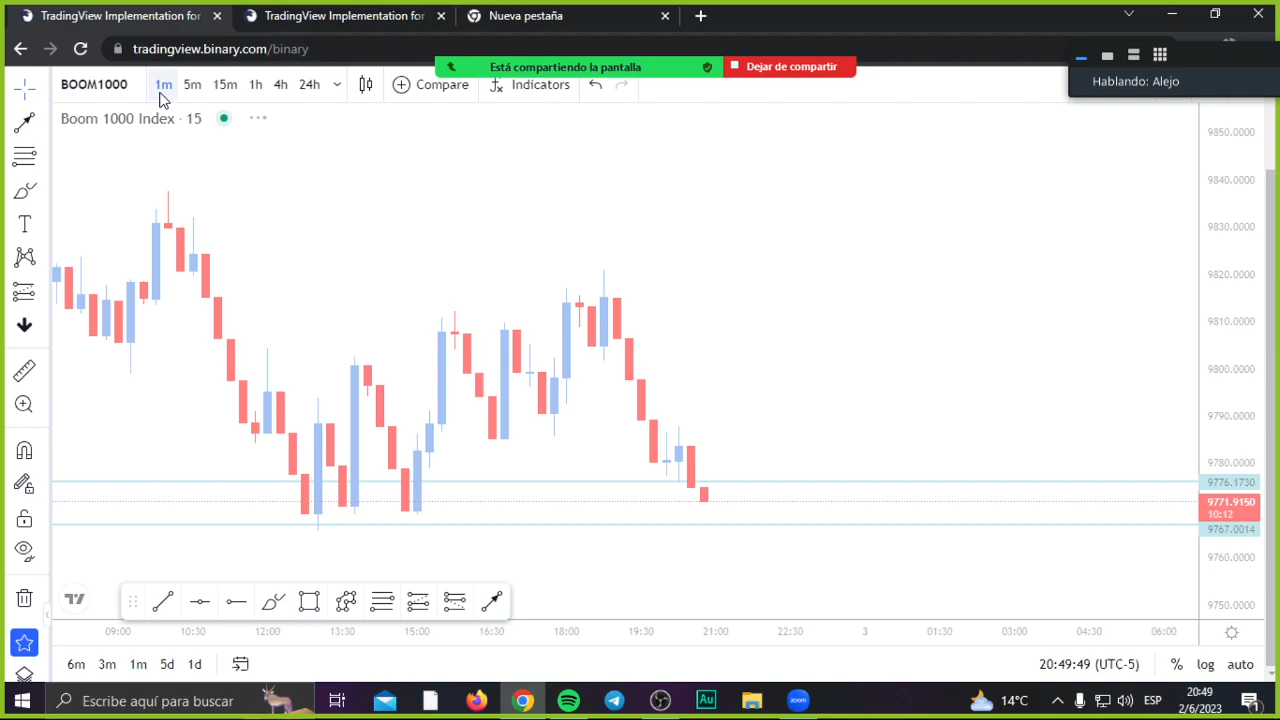 TradingView Implementation for
TradingView Implementation for
Nueva pestaña
tradingview.binary.com/binary
Está compartiendo la pantalla
Dejar de compartir
Hablando: Alejo
BOOM1000
1m
5m
15m
1h
4h
24h
Compare
Indicators
Boom 1000 Index · 15
9850.0000
9840.0000
9830.0000
9820.0000
9810.0000
9800.0000
9790.0000
9780.0000
9776.1730
9771.9150
10:12
9767.0014
9760.0000
9750.0000
09:00
10:30
12:00
13:30
15:00
16:30
18:00
19:30
21:00
22:30
3
01:30
03:00
04:30
06:00
6m
3m
1m
5d
1d
20:49:49 (UTC-5)
%
log
auto
Escribe aquí para buscar
Au
zoom
14°C
ESP
20:49
2/6/2023
1